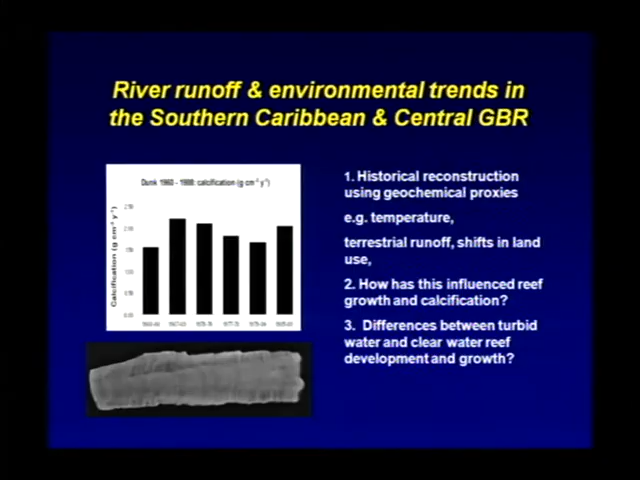 River runoff & environmental trends in
the Southern Caribbean & Central GBR
Dunk 1960 - 1998: calcification (g cm⁻² y⁻¹)
Calcification (g cm⁻² y⁻¹)
1. Historical reconstruction
using geochemical proxies
e.g. temperature,
terrestrial runoff, shifts in land
use,
2. How has this influenced reef
growth and calcification?
3. Differences between turbid
water and clear water reef
development and growth?